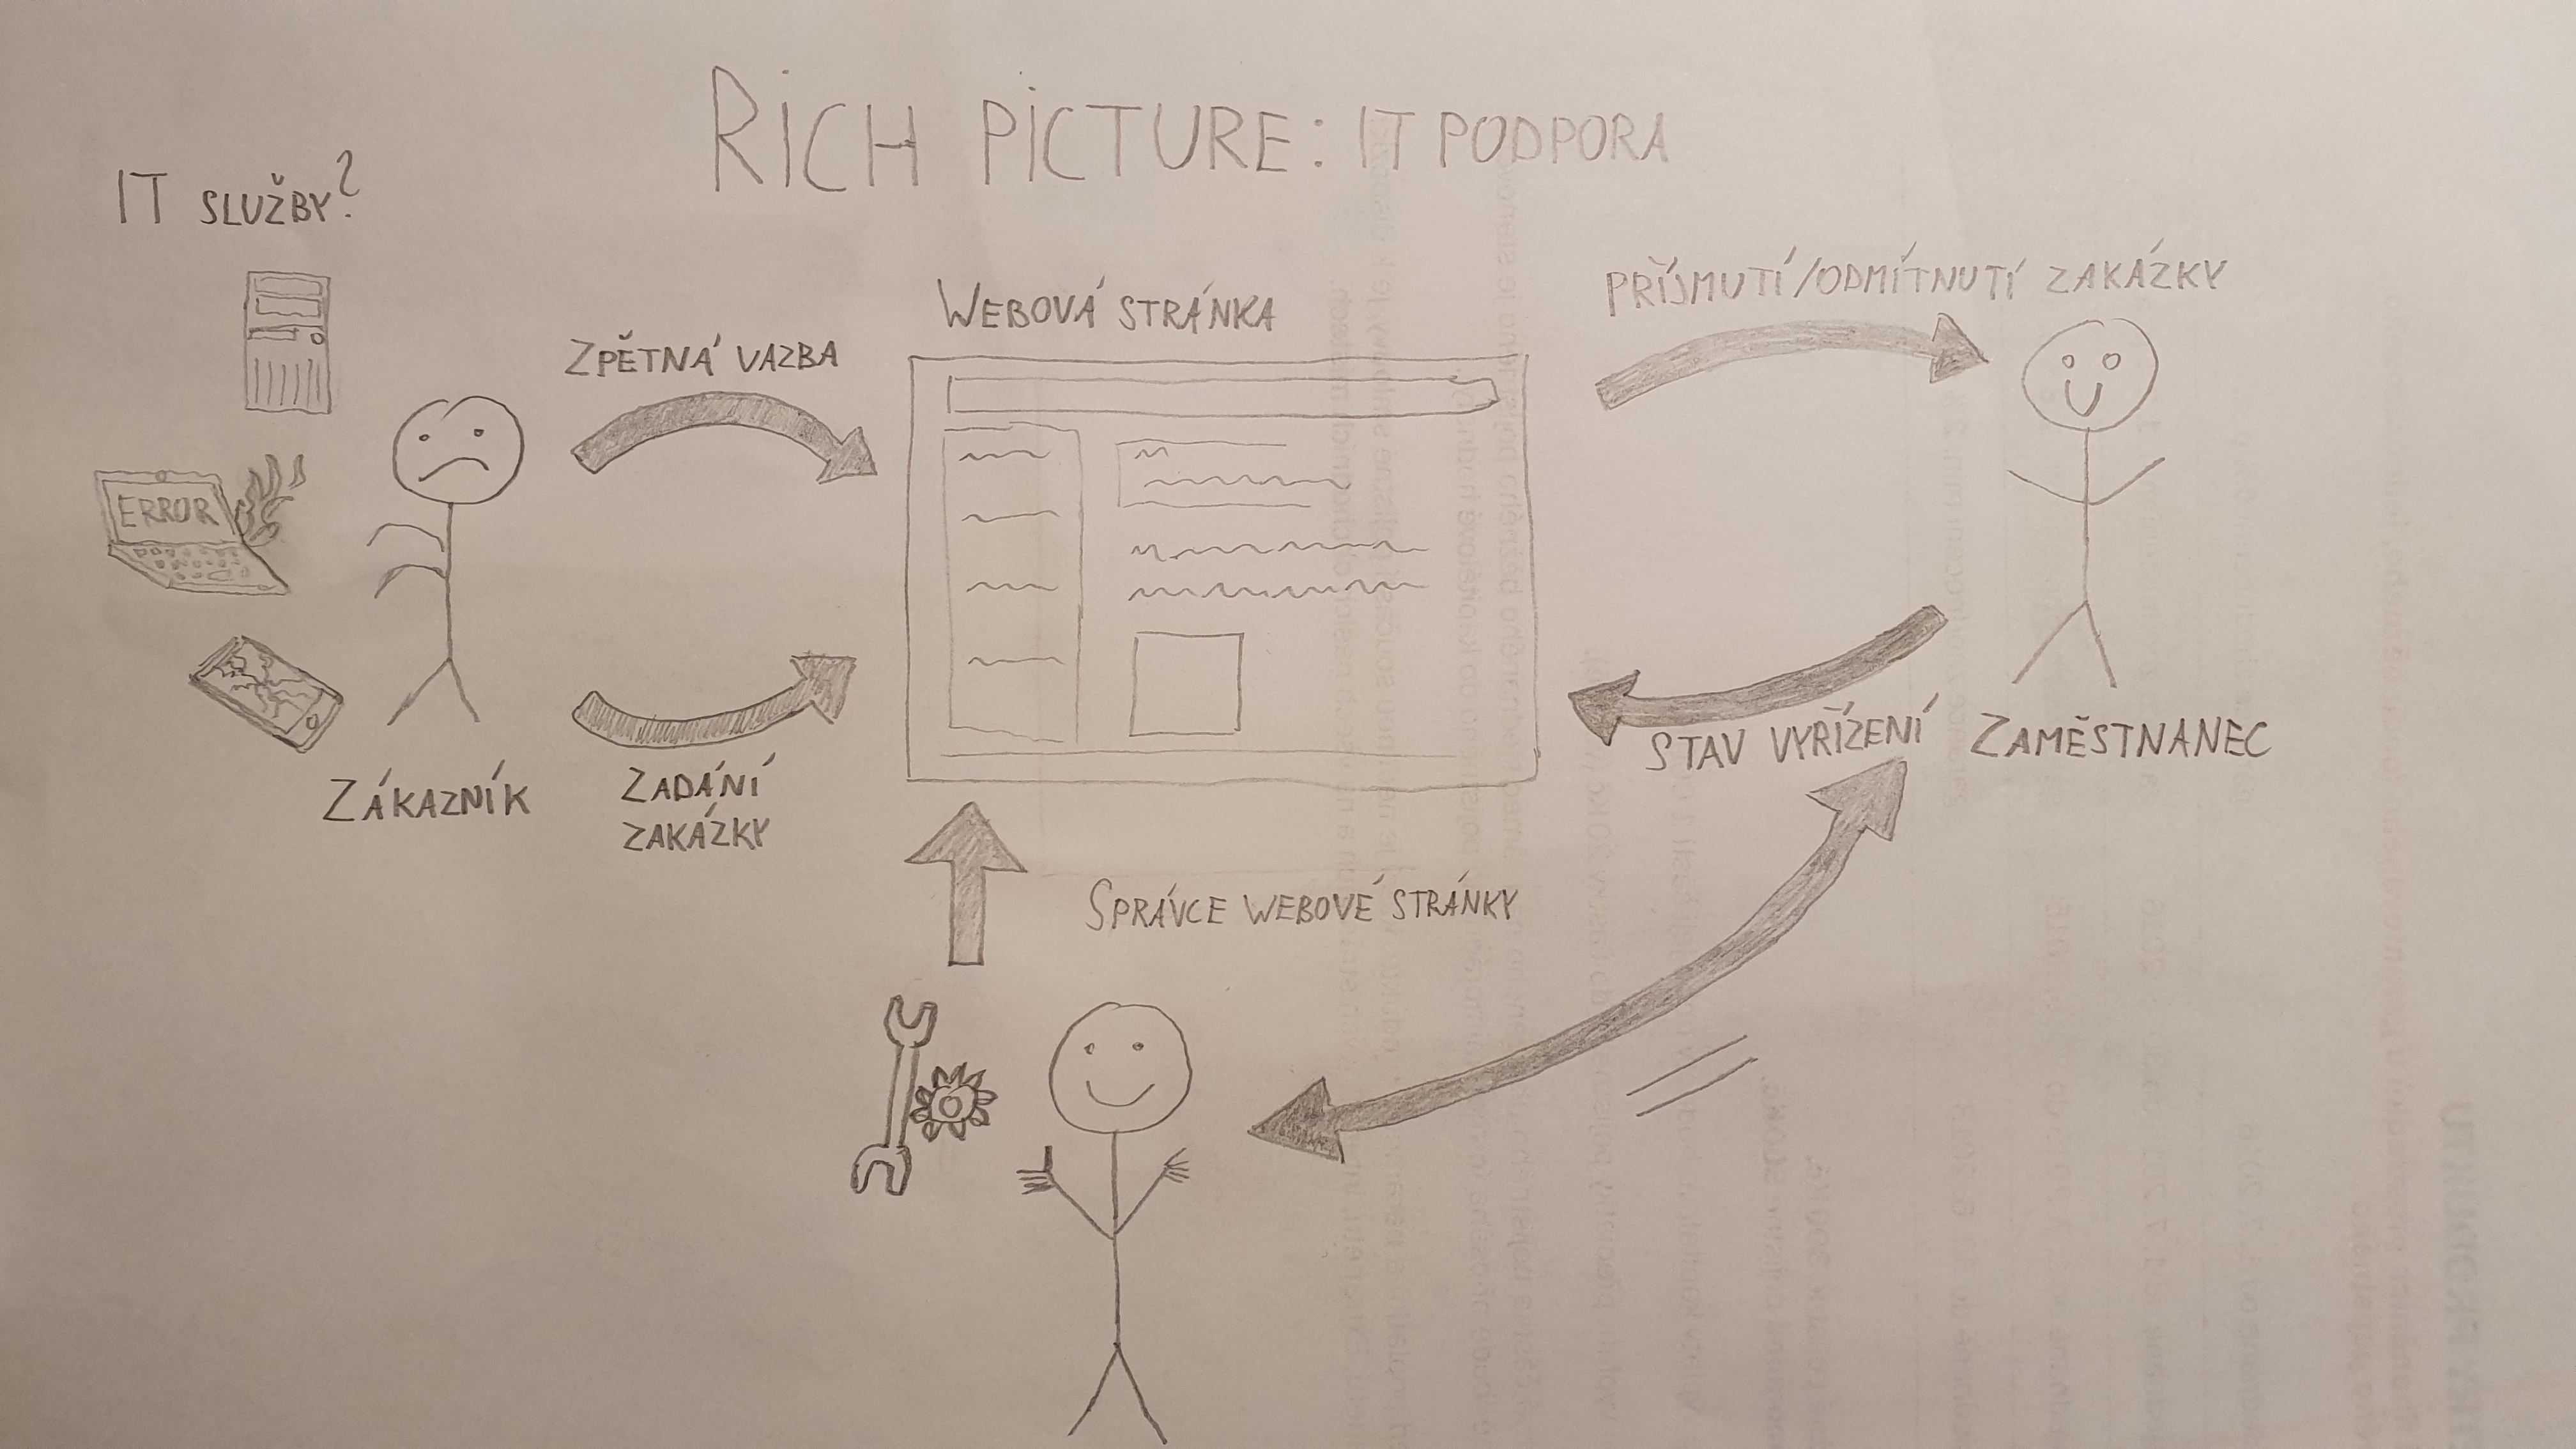 RICH PICTURE: IT PODPORA
IT SLUŽBY?
PŘÍJMUTÍ/ODMÍTNUTÍ ZAKÁZKY
WEBOVÁ STRÁNKA
ZPĚTNÁ VAZBA
ERROR
STAV VYŘÍZENÍ
ZAMĚSTNANEC
ZÁKAZNÍK
ZADÁNÍ
ZAKÁZKY
SPRÁVCE WEBOVÉ STRÁNKY